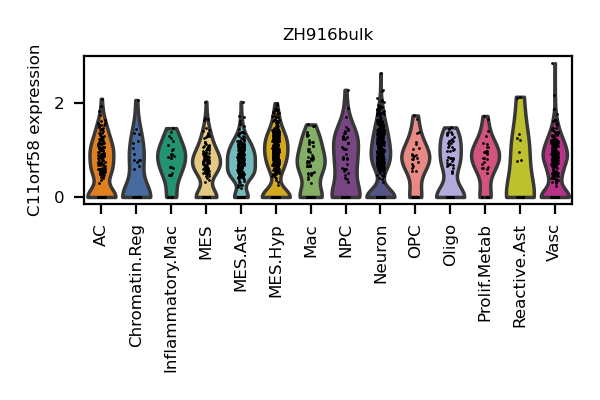 ZH916bulk
C11orf58 expression
2
0
AC
Chromatin.Reg
Inflammatory.Mac
MES
MES.Ast
MES.Hyp
Mac
NPC
Neuron
OPC
Oligo
Prolif.Metab
Reactive.Ast
Vasc